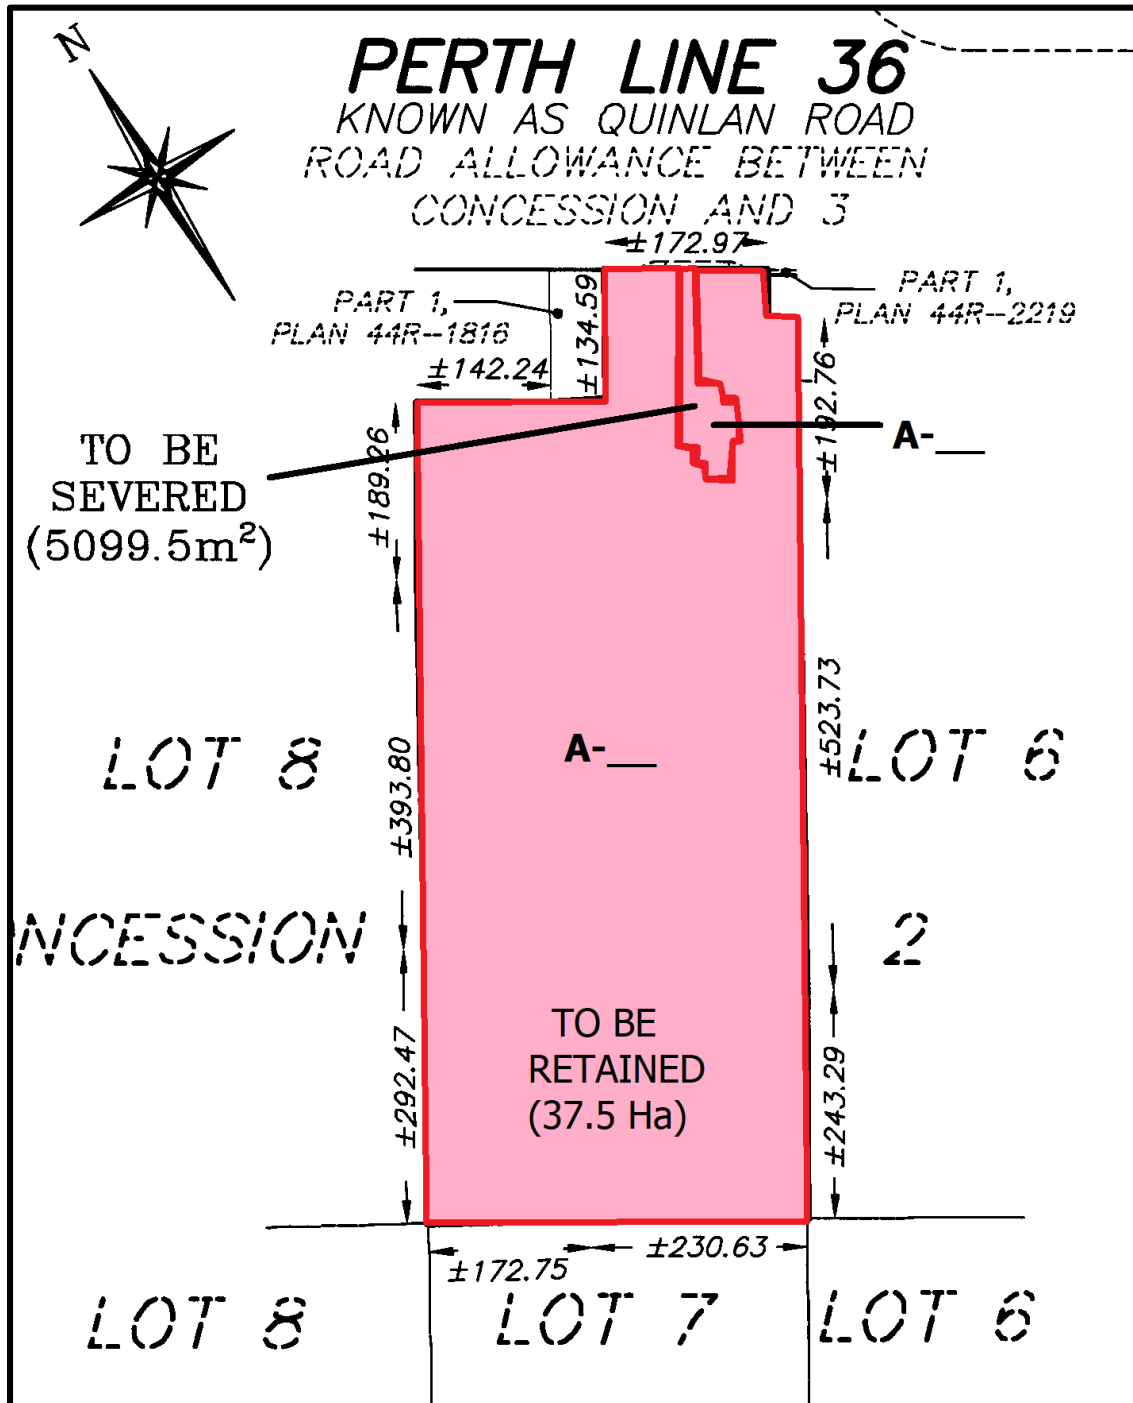 N
PERTH LINE 36
KNOWN AS QUINLAN ROAD
ROAD ALLOWANCE BETWEEN
CONCESSION AND 3
±172.97
PART 1,
PLAN 44R-1816
±134.59
PART 1,
PLAN 44R-2219
±142.24
±192.76
TO BE
SEVERED
(5099.5m²)
±189.26
A-__
LOT 8
±393.80
A-__
±523.73
LOT 6
NCESSION
2
TO BE
RETAINED
(37.5 Ha)
±292.47
±243.29
±172.75
±230.63
LOT 8
LOT 7
LOT 6